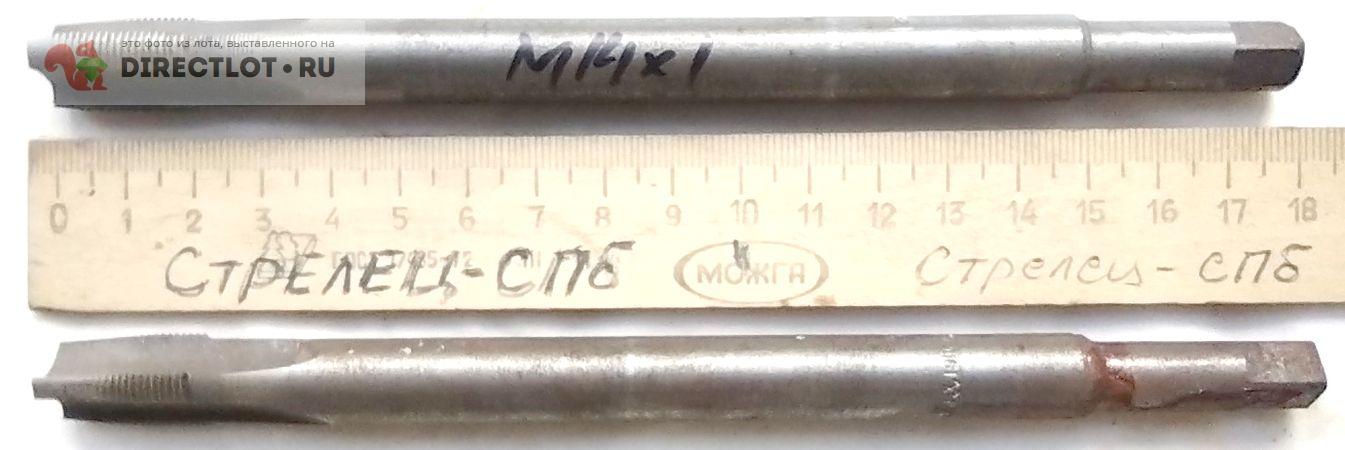 это фото из лота, выставленного на
DIRECTLOT•RU
МК1х1
0 1 2 3 4 5 6 7 8 9 10 11 12 13 14 15 16 17 18
СТРЕЛЕЦ-СПб МОЖГА Стрелец-СПб